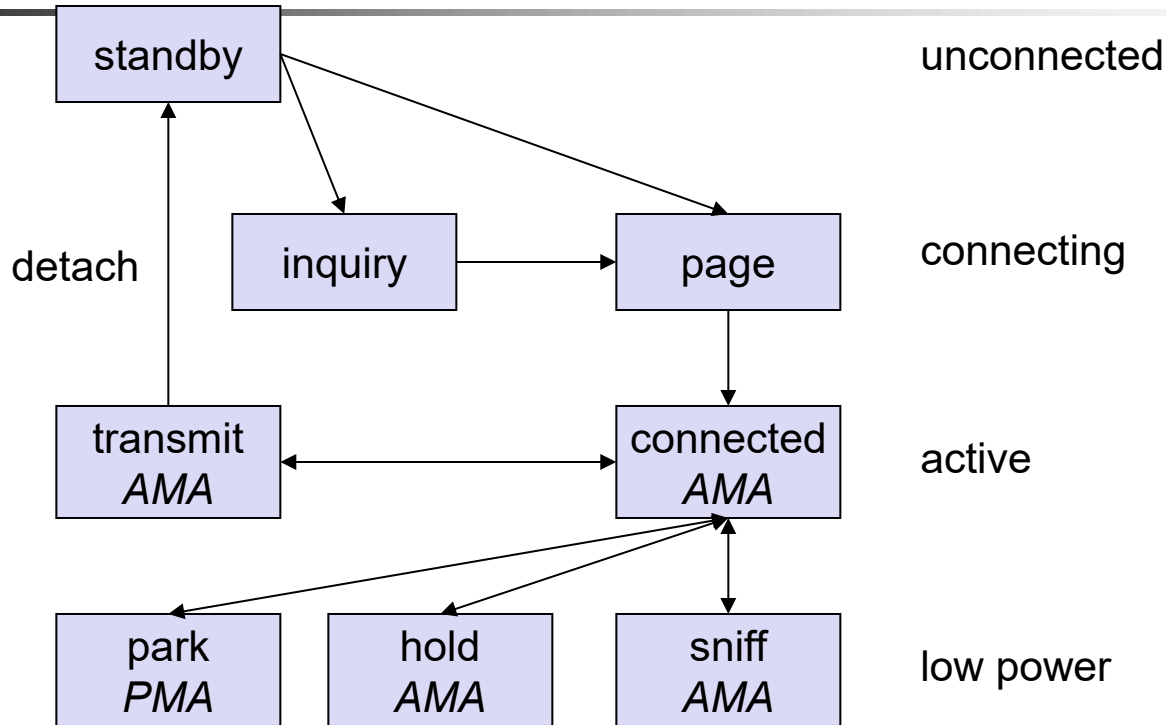 standby
unconnected
detach
inquiry
page
connecting
transmit
AMA
connected
AMA
active
park
PMA
hold
AMA
sniff
AMA
low power